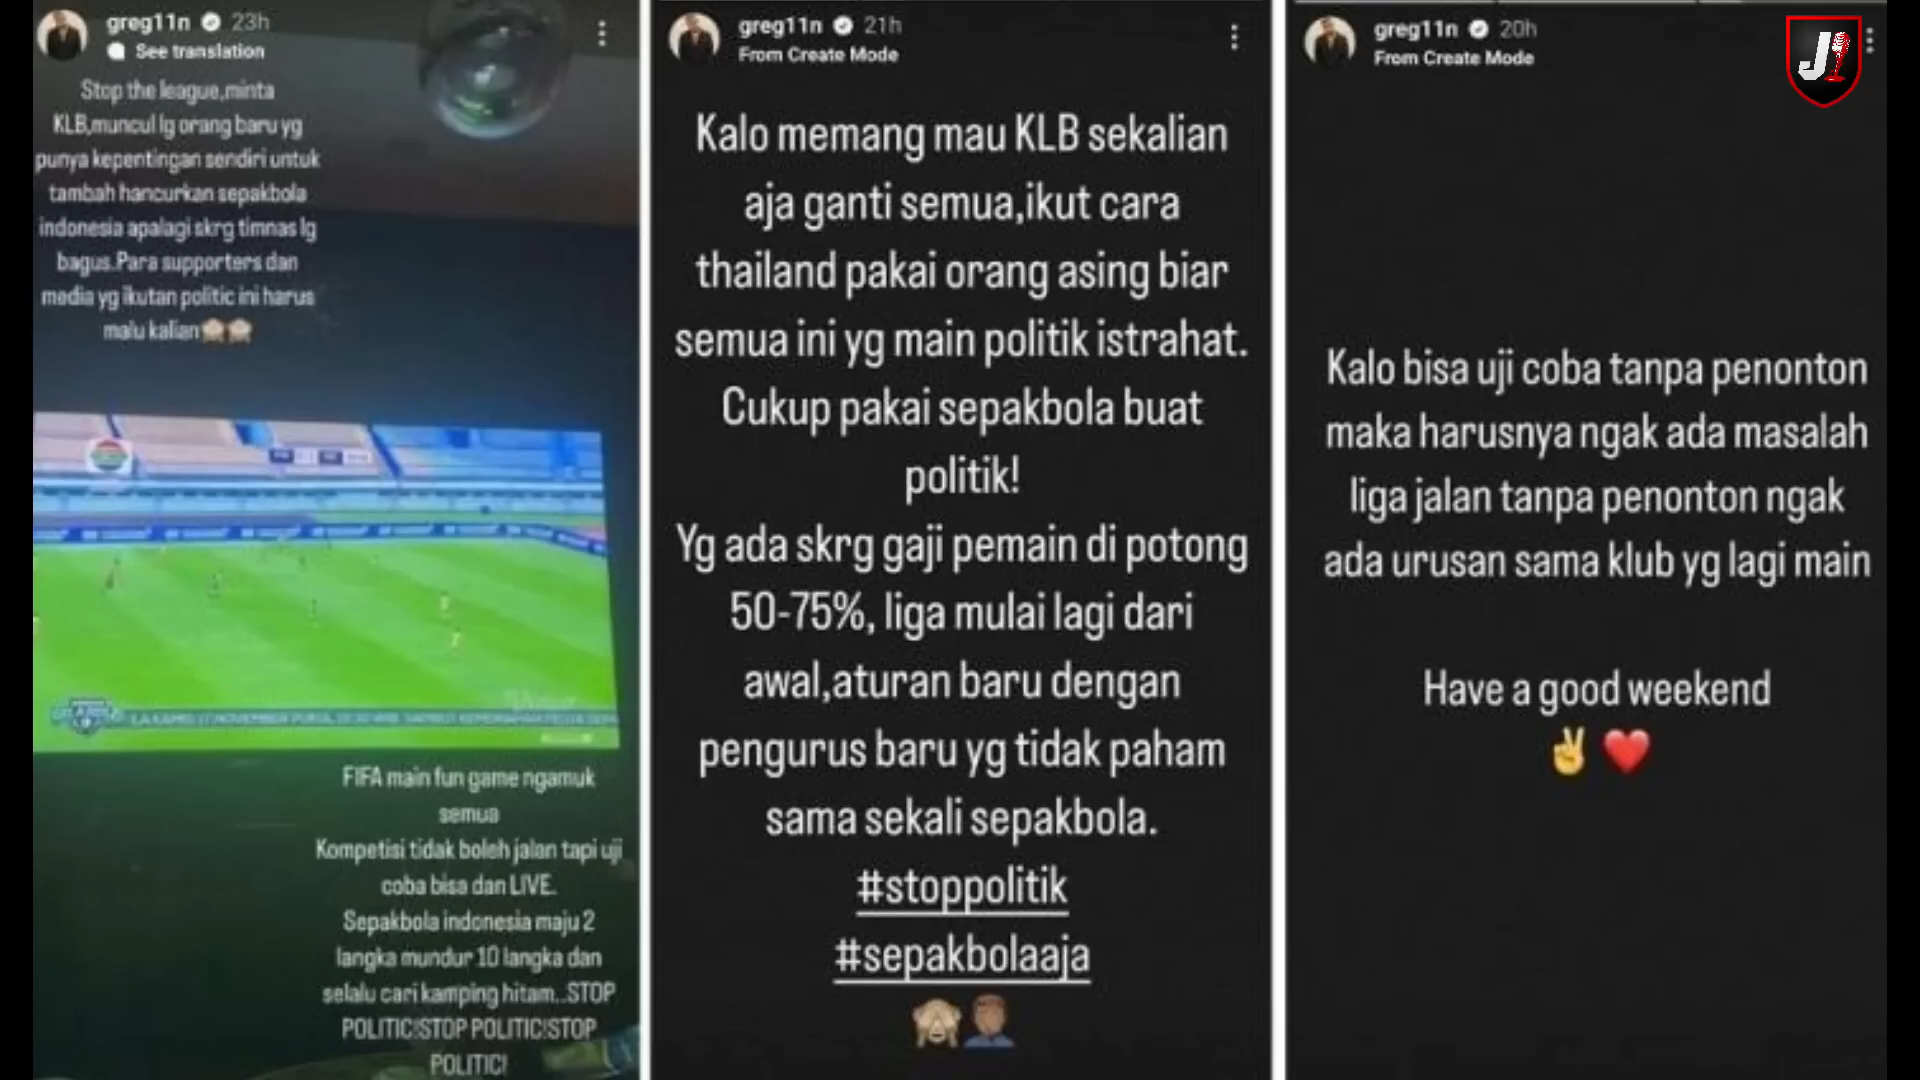 greg11n 23h
See translation
Stop the league,minta
KLB,muncul lg orang baru yg
punya kepentingan sendiri untuk
tambah hancurkan sepakbola
indonesia apalagi skrg timnas lg
bagus.Para supporters dan
media yg ikutan politic ini harus
malu kalian🙈🙈
FIFA main fun game ngamuk
semua
Kompetisi tidak boleh jalan tapi uji
coba bisa dan LIVE.
Sepakbola indonesia maju 2
langka mundur 10 langka dan
selalu cari kamping hitam..STOP
POLITIC!STOP POLITIC!STOP
POLITIC!
greg11n 21h
From Create Mode
Kalo memang mau KLB sekalian
aja ganti semua,ikut cara
thailand pakai orang asing biar
semua ini yg main politik istrahat.
Cukup pakai sepakbola buat
politik!
Yg ada skrg gaji pemain di potong
50-75%, liga mulai lagi dari
awal,aturan baru dengan
pengurus baru yg tidak paham
sama sekali sepakbola.
#stoppolitik
#sepakbolaaja
🙈🤦🏾‍♂️
greg11n 20h
From Create Mode
Kalo bisa uji coba tanpa penonton
maka harusnya ngak ada masalah
liga jalan tanpa penonton ngak
ada urusan sama klub yg lagi main
Have a good weekend
✌️❤️
J1